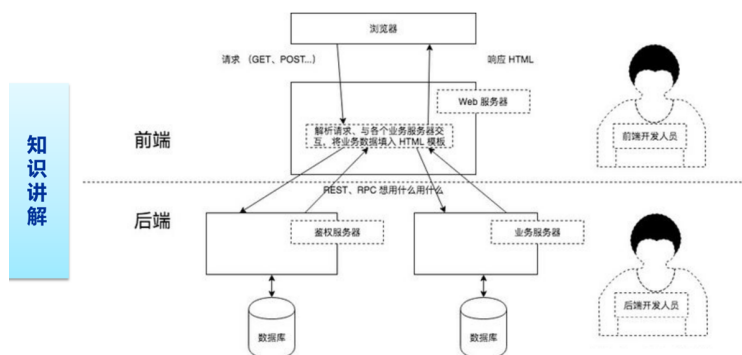 浏览器
请求 (GET、POST...)
响应 HTML
知识讲解
前端
Web 服务器
解析请求、与各个业务服务器交
互，将业务数据填入 HTML 模板
前端开发人员
REST、RPC 想用什么用什么
后端
鉴权服务器
业务服务器
后端开发人员
数据库
数据库